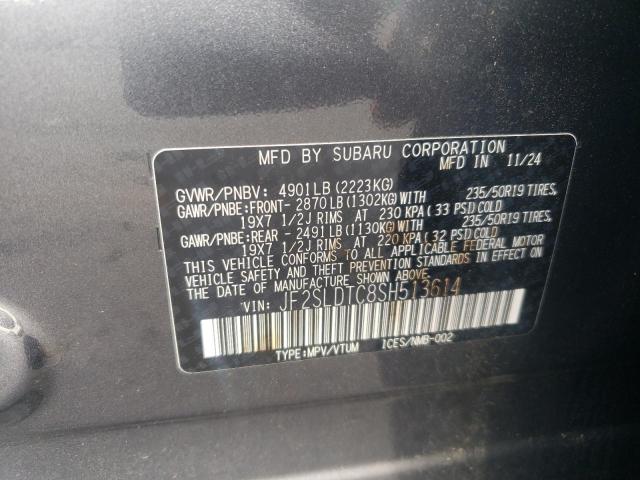 MFD BY SUBARU CORPORATION
MFD IN 11/24
GVWR/PNBV: 4901LB(2223KG)
GAWR/PNBE:FRONT- 2870LB(1302KG)WITH 235/50R19 TIRES,
19X7 1/2J RIMS AT 230 KPA(33 PSI)COLD
GAWR/PNBE:REAR - 2491LB(1130KG)WITH 235/50R19 TIRES,
19X7 1/2J RIMS AT 220 KPA(32 PSI)COLD
THIS VEHICLE CONFORMS TO ALL APPLICABLE FEDERAL MOTOR
VEHICLE SAFETY AND THEFT PREVENTION STANDARDS IN EFFECT ON
THE DATE OF MANUFACTURE SHOWN ABOVE.
VIN: JF2SLDTC8SH513614
TYPE:MPV/VTUM ICES/NMB-002